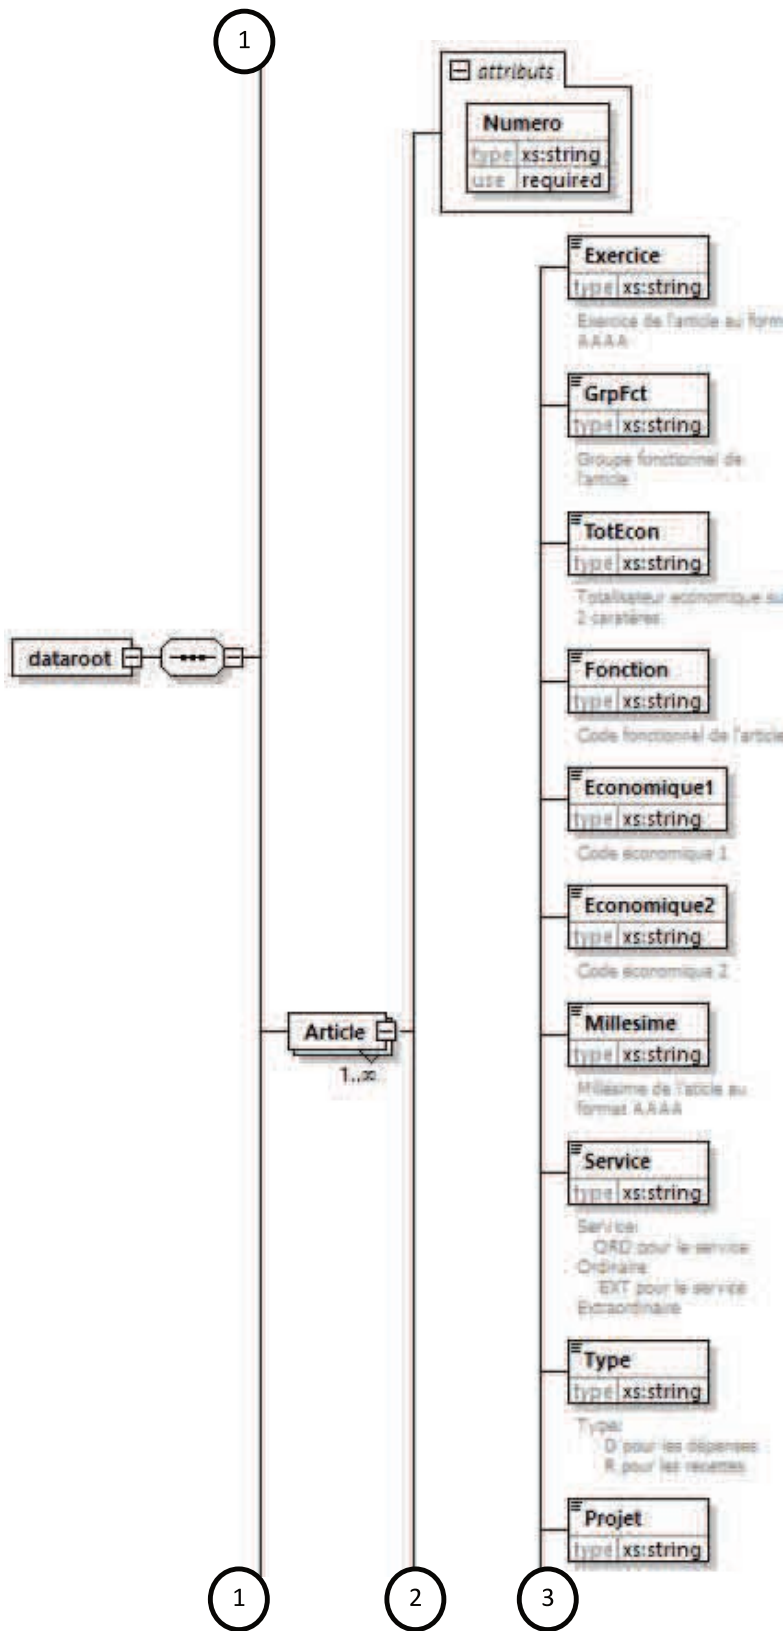 1
attributs
Numero
type xs:string
use required
Exercice
type xs:string
Exercice de l'article au form
AAAA
GrpFct
type xs:string
Groupe fonctionnel de
l'article
TotEcon
type xs:string
Totalisateur economique su
2 caratères
Fonction
type xs:string
dataroot
Code fonctionnel de l'article
Economique1
type xs:string
Code économique 1
Economique2
type xs:string
Code économique 2
Millesime
type xs:string
Article
1..∞
Millésime de l'aticle au
format AAAA
Service
type xs:string
Service:
ORD pour le service
Ordinaire
EXT pour le service
Extraordinaire
Type
type xs:string
Type:
D pour les dépenses
R pour les recettes
Projet
type xs:string
1
2
3